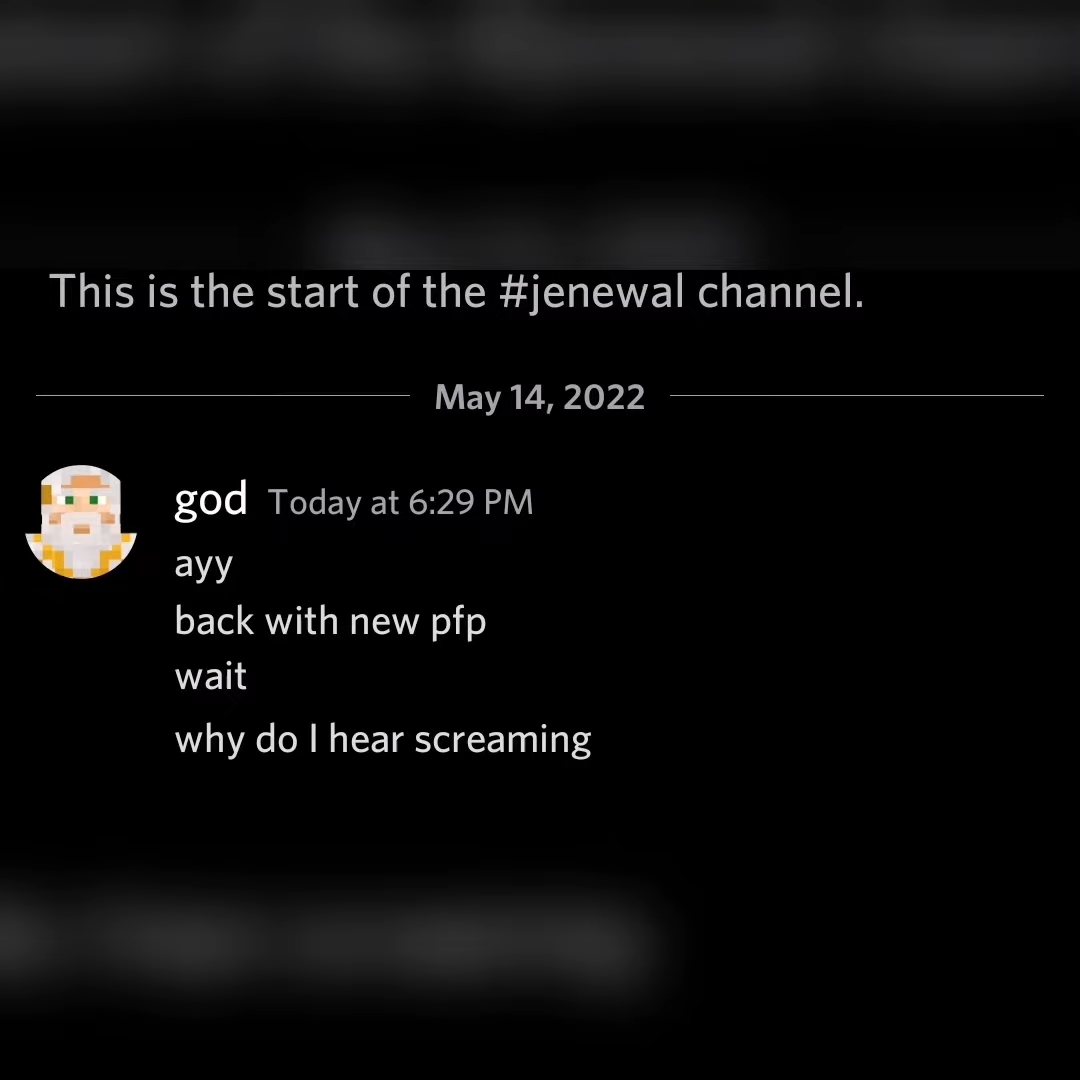 This is the start of the #jenewal channel.
May 14, 2022
god Today at 6:29 PM
ayy
back with new pfp
wait
why do I hear screaming